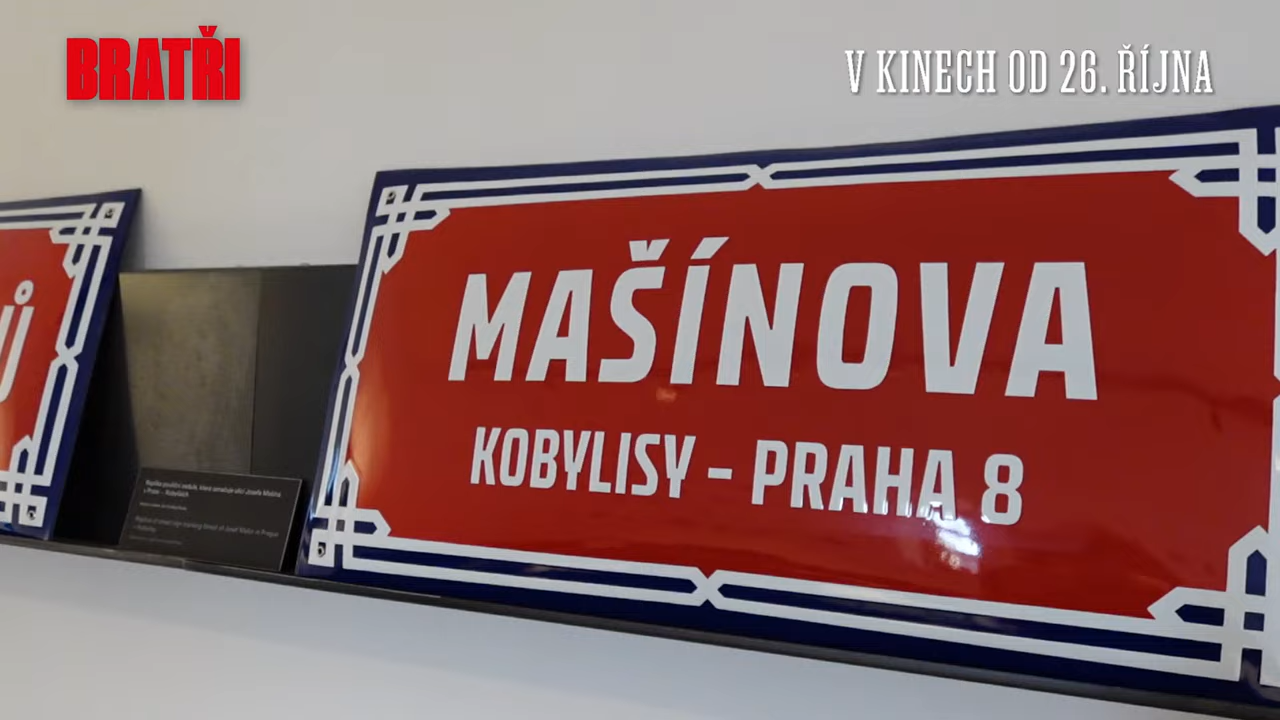 BRATŘI
V KINECH OD 26. ŘÍJNA
MAŠÍNOVA
KOBYLISY – PRAHA 8
ů